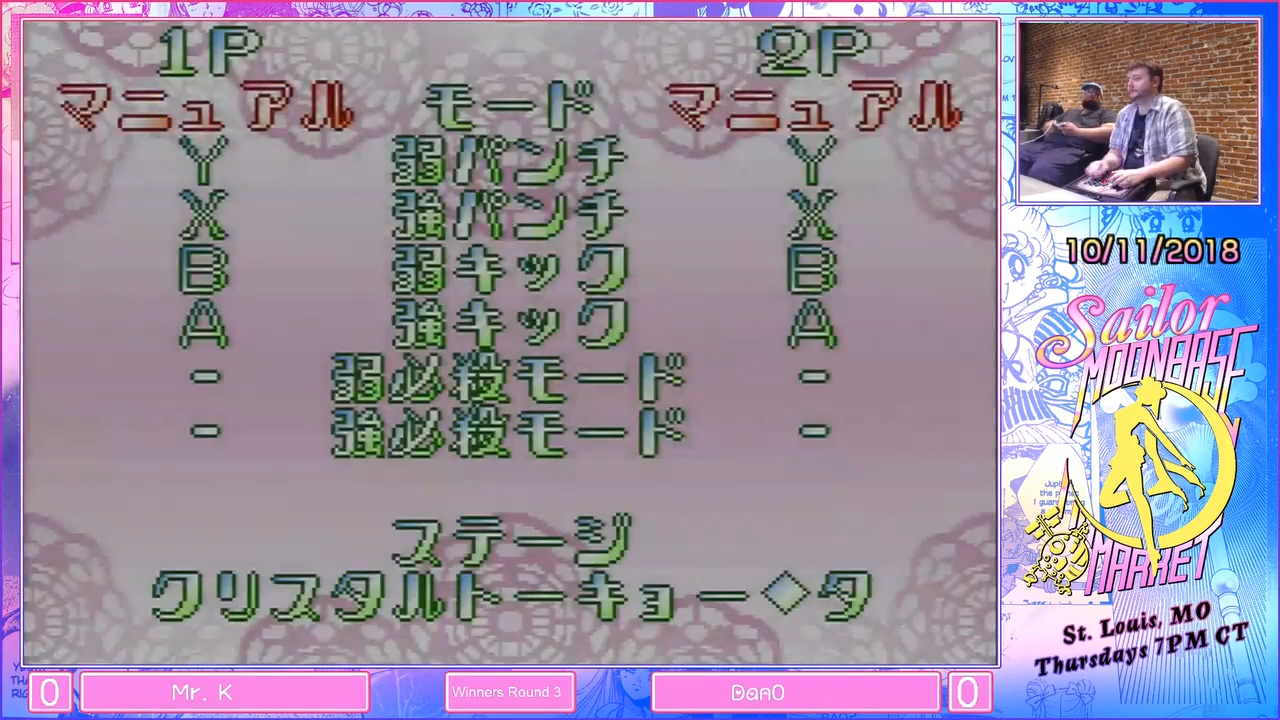 1P 2P
マニュアル モード マニュアル
Y 弱パンチ Y
X 強パンチ X
B 弱キック B
A 強キック A
- 弱必殺モード -
- 強必殺モード -
ステージ
クリスタルトーキョー◆夕
10/11/2018
Sailor
MOONBASE
MARKET
St. Louis, MO
Thursdays 7PM CT
0 Mr. K Winners Round 3 Dan0 0